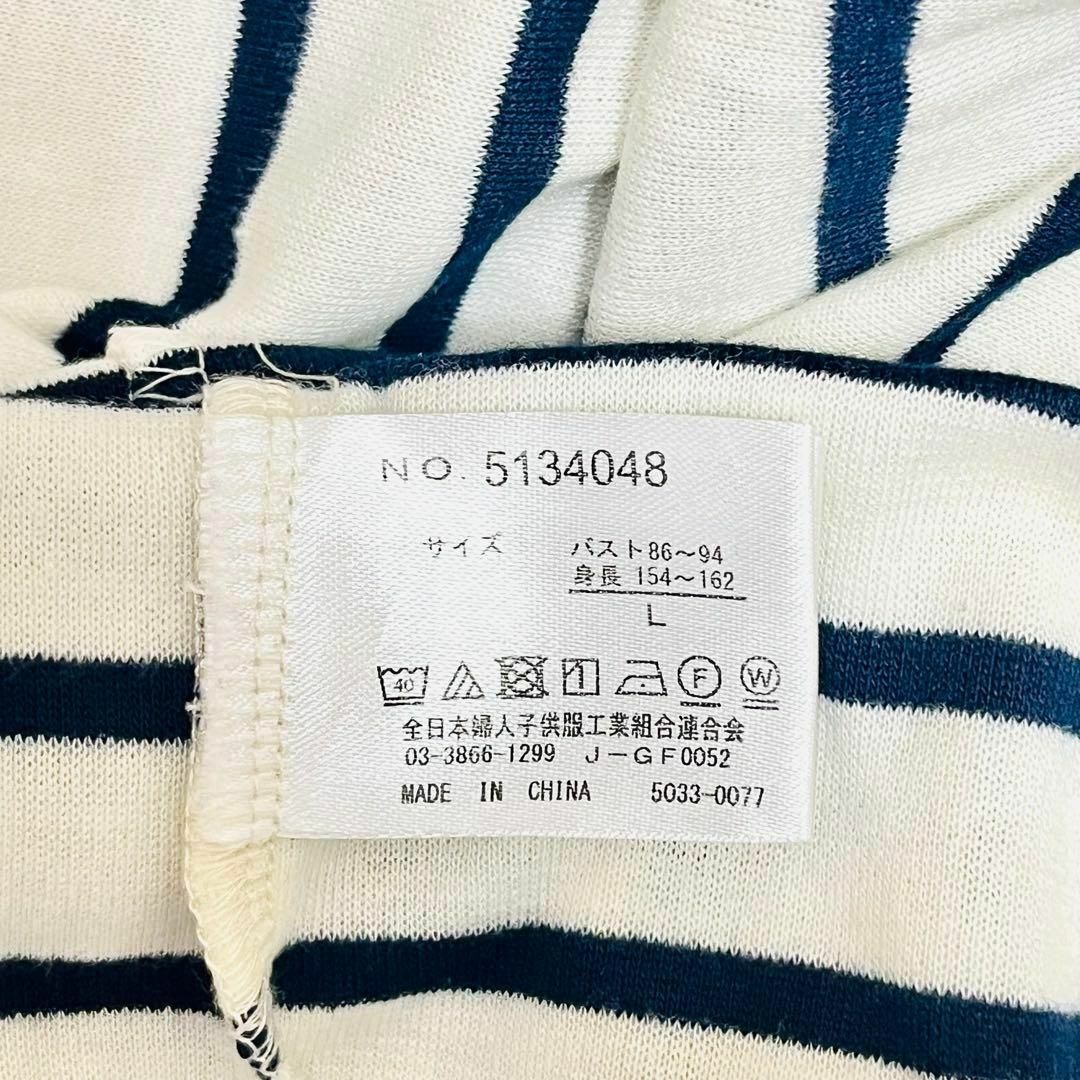 NO. 5134048
サイズ バスト86〜94
身長 154〜162
L
40 F W
全日本婦人子供服工業組合連合会
03-3866-1299 J-GF0052
MADE IN CHINA 5033-0077